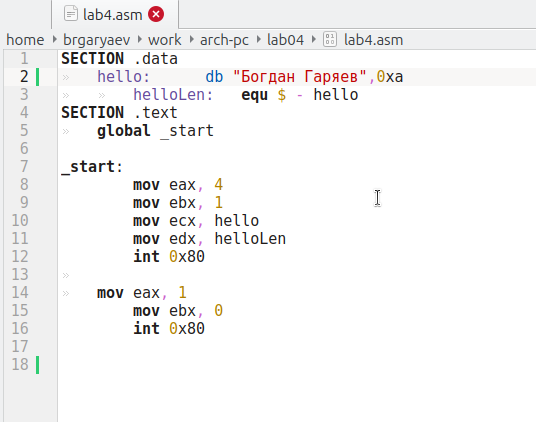 lab4.asm
home brgaryaev work arch-pc lab04 lab4.asm
1 SECTION .data
2 » hello: db "Богдан Гаряев",0xa
3 » » helloLen: equ $ - hello
4 SECTION .text
5 » global _start
6
7 _start:
8 mov eax, 4
9 mov ebx, 1
10 mov ecx, hello
11 mov edx, helloLen
12 int 0x80
13 »
14 » mov eax, 1
15 mov ebx, 0
16 int 0x80
17
18